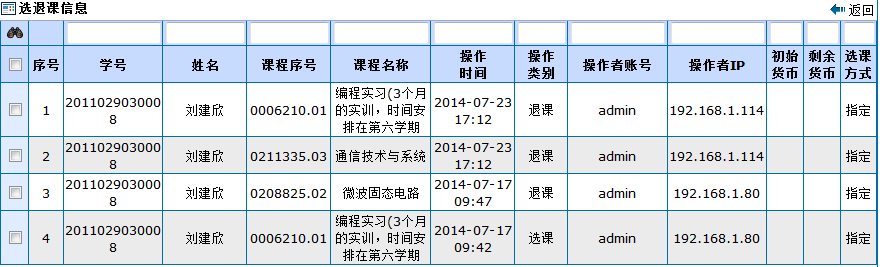 选退课信息
返回
序号 学号 姓名 课程序号 课程名称 操作时间 操作类别 操作者账号 操作者IP 初始货币 剩余货币 选课方式
1 2011029030008 刘建欣 0006210.01 编程实习(3个月的实训，时间安排在第六学期 2014-07-23 17:12 退课 admin 192.168.1.114 指定
2 2011029030008 刘建欣 0211335.03 通信技术与系统 2014-07-23 17:12 退课 admin 192.168.1.114 指定
3 2011029030008 刘建欣 0208825.02 微波固态电路 2014-07-17 09:47 退课 admin 192.168.1.80 指定
4 2011029030008 刘建欣 0006210.01 编程实习(3个月的实训，时间安排在第六学期 2014-07-17 09:42 选课 admin 192.168.1.80 指定